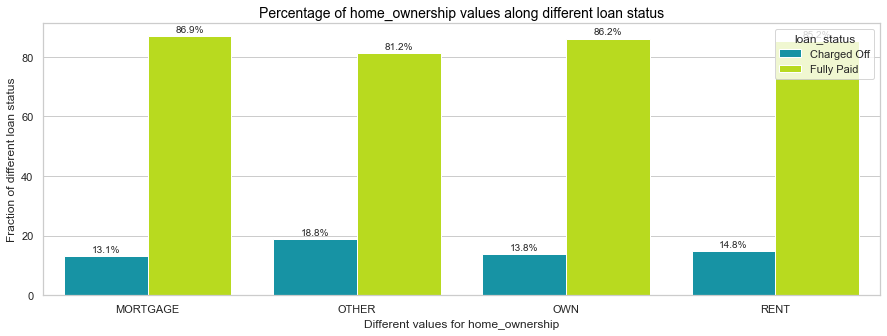 Percentage of home_ownership values along different loan status
Fraction of different loan status
80
60
40
20
0
86.9%
81.2%
86.2%
13.1%
18.8%
13.8%
14.8%
loan_status
Charged Off
Fully Paid
MORTGAGE
OTHER
OWN
RENT
Different values for home_ownership